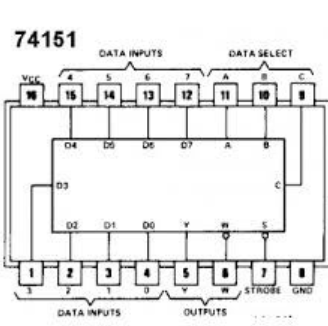 74151
DATA INPUTS DATA SELECT
VCC 4 5 6 7 A B C
16 15 14 13 12 11 10 9
D4 D5 D6 D7 A B
D3 C
D2 D1 D0 Y W S
1 2 3 4 5 6 7 8
3 2 1 0 Y W STROBE GND
DATA INPUTS OUTPUTS